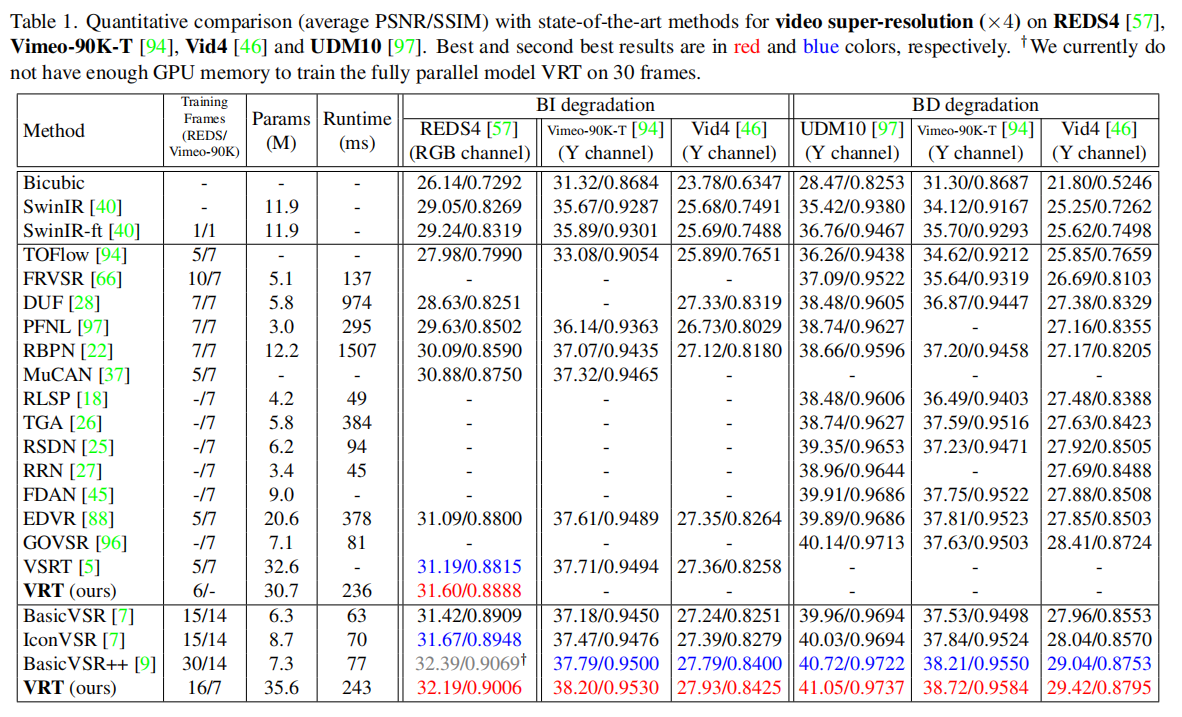 Table 1. Quantitative comparison (average PSNR/SSIM) with state-of-the-art methods for video super-resolution (×4) on REDS4 [57],
Vimeo-90K-T [94], Vid4 [46] and UDM10 [97]. Best and second best results are in red and blue colors, respectively. †We currently do
not have enough GPU memory to train the fully parallel model VRT on 30 frames.
Method Training Frames (REDS/ Vimeo-90K) Params (M) Runtime (ms) BI degradation BD degradation
REDS4 [57] (RGB channel) Vimeo-90K-T [94] (Y channel) Vid4 [46] (Y channel) UDM10 [97] (Y channel) Vimeo-90K-T [94] (Y channel) Vid4 [46] (Y channel)
Bicubic - - - 26.14/0.7292 31.32/0.8684 23.78/0.6347 28.47/0.8253 31.30/0.8687 21.80/0.5246
SwinIR [40] - 11.9 - 29.05/0.8269 35.67/0.9287 25.68/0.7491 35.42/0.9380 34.12/0.9167 25.25/0.7262
SwinIR-ft [40] 1/1 11.9 - 29.24/0.8319 35.89/0.9301 25.69/0.7488 36.76/0.9467 35.70/0.9293 25.62/0.7498
TOFlow [94] 5/7 - - 27.98/0.7990 33.08/0.9054 25.89/0.7651 36.26/0.9438 34.62/0.9212 25.85/0.7659
FRVSR [66] 10/7 5.1 137 - - - 37.09/0.9522 35.64/0.9319 26.69/0.8103
DUF [28] 7/7 5.8 974 28.63/0.8251 - 27.33/0.8319 38.48/0.9605 36.87/0.9447 27.38/0.8329
PFNL [97] 7/7 3.0 295 29.63/0.8502 36.14/0.9363 26.73/0.8029 38.74/0.9627 - 27.16/0.8355
RBPN [22] 7/7 12.2 1507 30.09/0.8590 37.07/0.9435 27.12/0.8180 38.66/0.9596 37.20/0.9458 27.17/0.8205
MuCAN [37] 5/7 - - 30.88/0.8750 37.32/0.9465 - - - -
RLSP [18] -/7 4.2 49 - - - 38.48/0.9606 36.49/0.9403 27.48/0.8388
TGA [26] -/7 5.8 384 - - - 38.74/0.9627 37.59/0.9516 27.63/0.8423
RSDN [25] -/7 6.2 94 - - - 39.35/0.9653 37.23/0.9471 27.92/0.8505
RRN [27] -/7 3.4 45 - - - 38.96/0.9644 - 27.69/0.8488
FDAN [45] -/7 9.0 - - - - 39.91/0.9686 37.75/0.9522 27.88/0.8508
EDVR [88] 5/7 20.6 378 31.09/0.8800 37.61/0.9489 27.35/0.8264 39.89/0.9686 37.81/0.9523 27.85/0.8503
GOVSR [96] -/7 7.1 81 - - - 40.14/0.9713 37.63/0.9503 28.41/0.8724
VSRT [5] 5/7 32.6 - 31.19/0.8815 37.71/0.9494 27.36/0.8258 - - -
VRT (ours) 6/- 30.7 236 31.60/0.8888 - - - - -
BasicVSR [7] 15/14 6.3 63 31.42/0.8909 37.18/0.9450 27.24/0.8251 39.96/0.9694 37.53/0.9498 27.96/0.8553
IconVSR [7] 15/14 8.7 70 31.67/0.8948 37.47/0.9476 27.39/0.8279 40.03/0.9694 37.84/0.9524 28.04/0.8570
BasicVSR++ [9] 30/14 7.3 77 32.39/0.9069† 37.79/0.9500 27.79/0.8400 40.72/0.9722 38.21/0.9550 29.04/0.8753
VRT (ours) 16/7 35.6 243 32.19/0.9006 38.20/0.9530 27.93/0.8425 41.05/0.9737 38.72/0.9584 29.42/0.8795